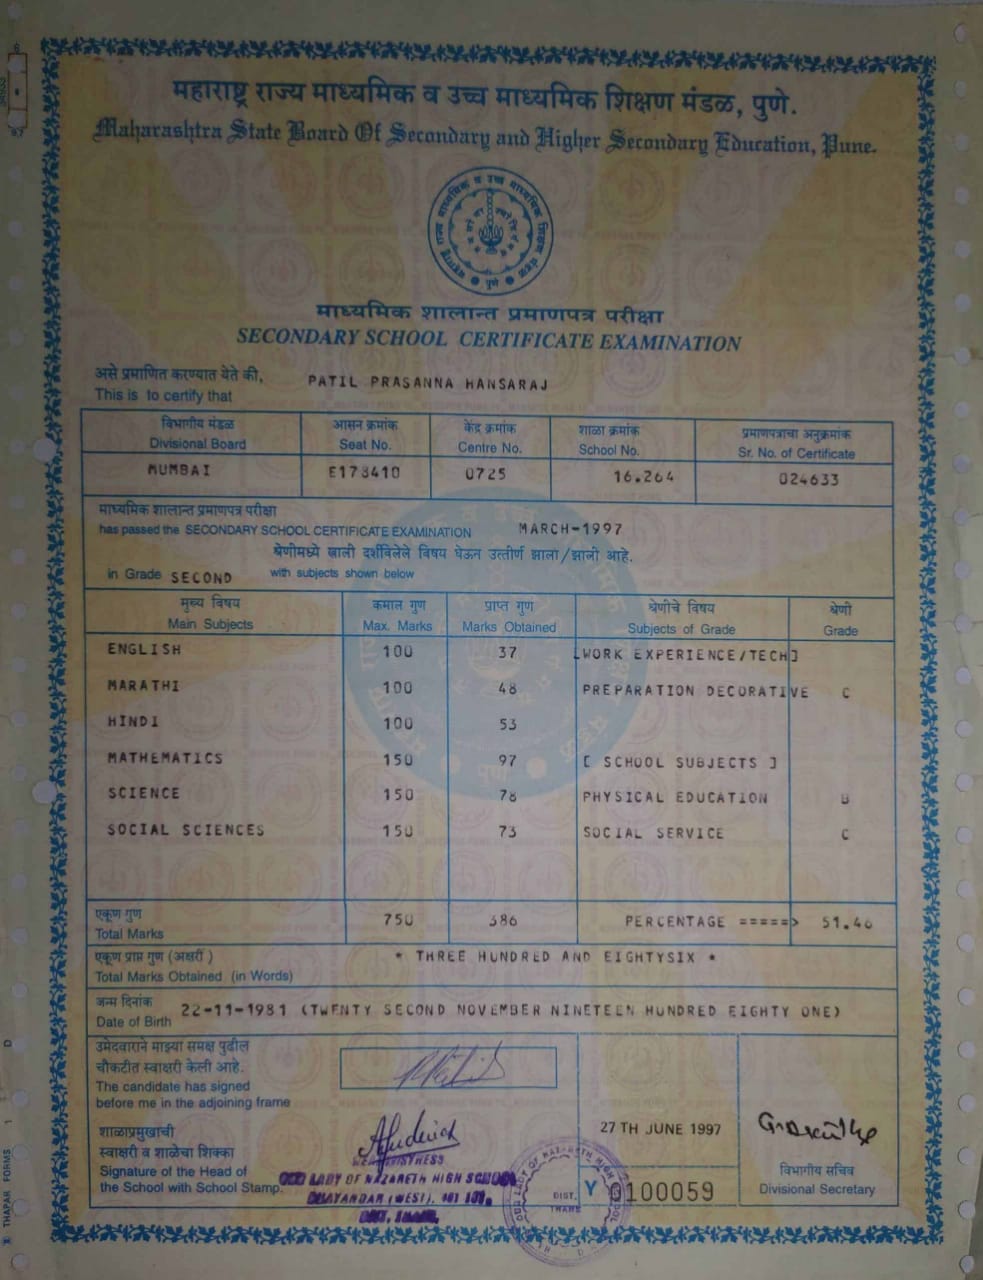 महाराष्ट्र राज्य माध्यमिक व उच्च माध्यमिक शिक्षण मंडळ, पुणे.
Maharashtra State Board Of Secondary and Higher Secondary Education, Pune.
माध्यमिक शालान्त प्रमाणपत्र परीक्षा
SECONDARY SCHOOL CERTIFICATE EXAMINATION
असे प्रमाणित करण्यात येते की,
This is to certify that PATIL PRASANNA HANSARAJ
विभागीय मंडळ आसन क्रमांक केंद्र क्रमांक शाळा क्रमांक प्रमाणपत्राचा अनुक्रमांक
Divisional Board Seat No. Centre No. School No. Sr. No. of Certificate
MUMBAI E178410 0725 16.264 024633
माध्यमिक शालान्त प्रमाणपत्र परीक्षा
has passed the SECONDARY SCHOOL CERTIFICATE EXAMINATION MARCH-1997
श्रेणीमध्ये खाली दर्शविलेले विषय घेऊन उत्तीर्ण झाला/झाली आहे.
in Grade SECOND with subjects shown below
मुख्य विषय कमाल गुण प्राप्त गुण श्रेणीचे विषय श्रेणी
Main Subjects Max. Marks Marks Obtained Subjects of Grade Grade
ENGLISH 100 37 [WORK EXPERIENCE/TECH]
MARATHI 100 48 PREPARATION DECORATIVE C
HINDI 100 53
MATHEMATICS 150 97 [ SCHOOL SUBJECTS ]
SCIENCE 150 78 PHYSICAL EDUCATION B
SOCIAL SCIENCES 150 73 SOCIAL SERVICE C
एकूण गुण
Total Marks 750 386 PERCENTAGE =====> 51.46
एकूण प्राप्त गुण (अक्षरी)
Total Marks Obtained (in Words) * THREE HUNDRED AND EIGHTYSIX *
जन्म दिनांक
Date of Birth 22-11-1981 (TWENTY SECOND NOVEMBER NINETEEN HUNDRED EIGHTY ONE)
उमेदवाराने माझ्या समक्ष पुढील
चौकटीत स्वाक्षरी केली आहे.
The candidate has signed
before me in the adjoining frame
शाळाप्रमुखाची
स्वाक्षरी व शाळेचा शिक्का
Signature of the Head of
the School with School Stamp.
OUR LADY OF NAZARETH HIGH SCHOOL
BHAYANDAR (WEST), 401 101.
DIST. THANE.
27 TH JUNE 1997
DIST.
THANE
Y 0100059
विभागीय सचिव
Divisional Secretary
THAPAR FORMS